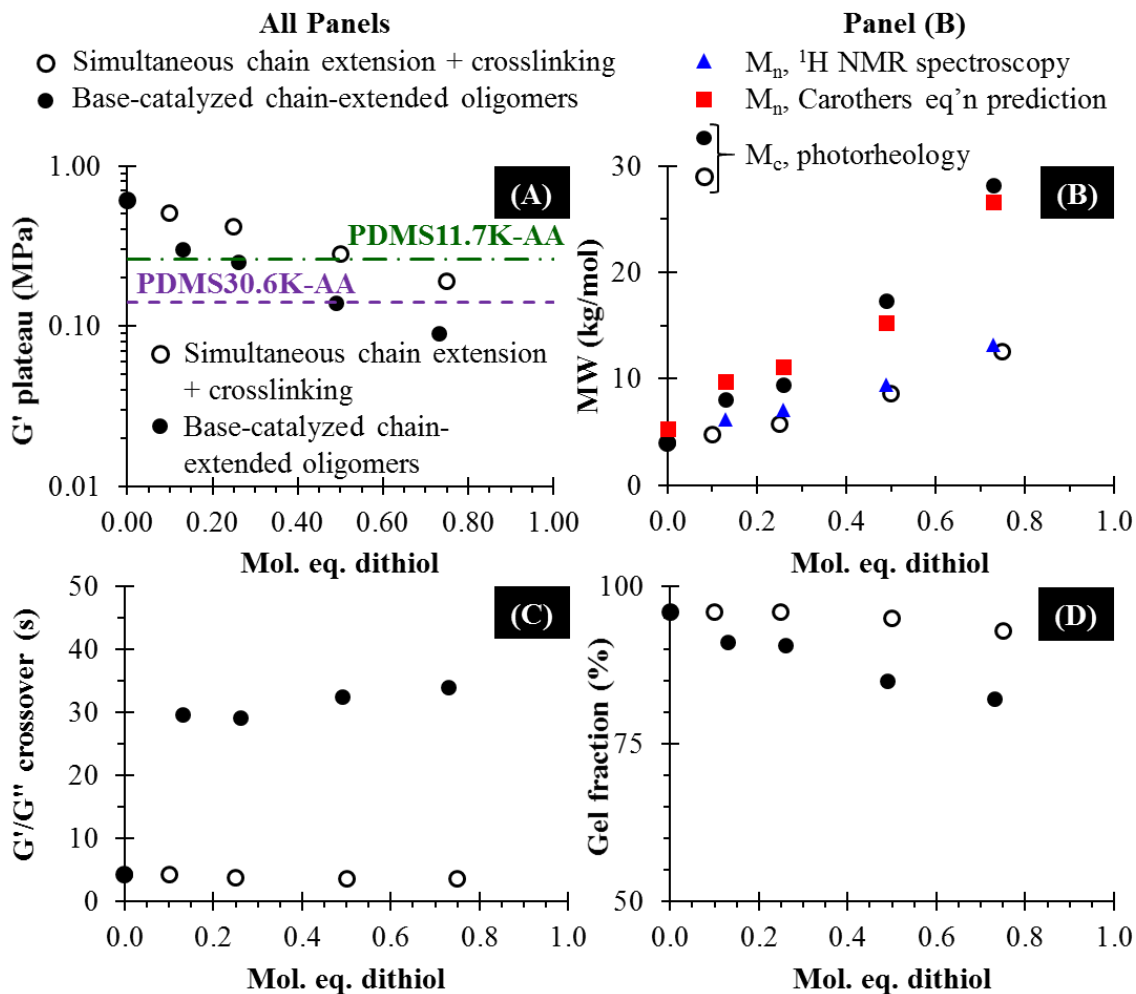 All Panels
Simultaneous chain extension + crosslinking
Base-catalyzed chain-extended oligomers
Panel (B)
Mn, 1H NMR spectroscopy
Mn, Carothers eq’n prediction
Mc, photorheology
(A)
G' plateau (MPa)
1.00
0.10
0.01
PDMS11.7K-AA
PDMS30.6K-AA
Simultaneous chain extension
+ crosslinking
Base-catalyzed chain-
extended oligomers
0.00 0.20 0.40 0.60 0.80 1.00
Mol. eq. dithiol
(B)
MW (kg/mol)
30
20
10
0
0.0 0.2 0.4 0.6 0.8 1.0
Mol. eq. dithiol
(C)
G'/G" crossover (s)
50
40
30
20
10
0
0.0 0.2 0.4 0.6 0.8 1.0
Mol. eq. dithiol
(D)
Gel fraction (%)
100
75
50
0.0 0.2 0.4 0.6 0.8 1.0
Mol. eq. dithiol